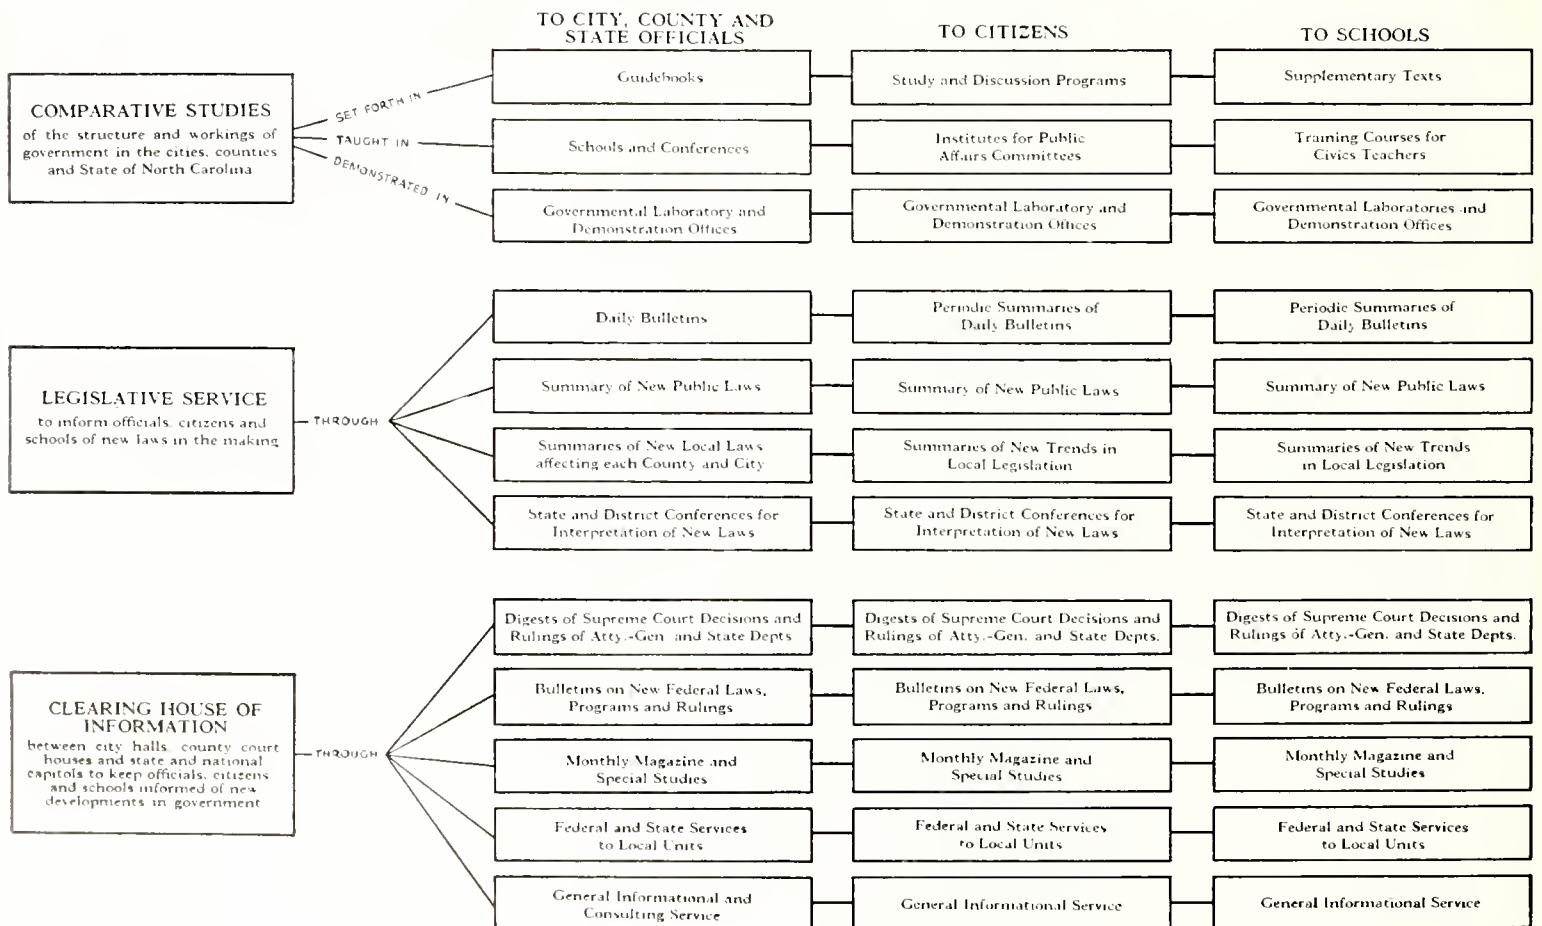 TO CITY, COUNTY AND
STATE OFFICIALS
TO CITIZENS
TO SCHOOLS
COMPARATIVE STUDIES
of the structure and workings of
government in the cities, counties
and State of North Carolina
SET FORTH IN
TAUGHT IN
DEMONSTRATED IN
Guidebooks
Study and Discussion Programs
Supplementary Texts
Schools and Conferences
Institutes for Public
Affairs Committees
Training Courses for
Civics Teachers
Governmental Laboratory and
Demonstration Offices
Governmental Laboratory and
Demonstration Offices
Governmental Laboratories and
Demonstration Offices
LEGISLATIVE SERVICE
to inform officials, citizens and
schools of new laws in the making
THROUGH
Daily Bulletins
Periodic Summaries of
Daily Bulletins
Periodic Summaries of
Daily Bulletins
Summary of New Public Laws
Summary of New Public Laws
Summary of New Public Laws
Summaries of New Local Laws
affecting each County and City
Summaries of New Trends in
Local Legislation
Summaries of New Trends
in Local Legislation
State and District Conferences for
Interpretation of New Laws
State and District Conferences for
Interpretation of New Laws
State and District Conferences for
Interpretation of New Laws
CLEARING HOUSE OF
INFORMATION
between city halls, county court
houses and state and national
capitols to keep officials, citizens
and schools informed of new
developments in government
THROUGH
Digests of Supreme Court Decisions and
Rulings of Atty.-Gen. and State Depts
Digests of Supreme Court Decisions and
Rulings of Atty.-Gen. and State Depts.
Digests of Supreme Court Decisions and
Rulings of Atty.-Gen. and State Depts.
Bulletins on New Federal Laws,
Programs and Rulings
Bulletins on New Federal Laws,
Programs and Rulings
Bulletins on New Federal Laws,
Programs and Rulings
Monthly Magazine and
Special Studies
Monthly Magazine and
Special Studies
Monthly Magazine and
Special Studies
Federal and State Services
to Local Units
Federal and State Services
to Local Units
Federal and State Services
to Local Units
General Informational and
Consulting Service
General Informational Service
General Informational Service